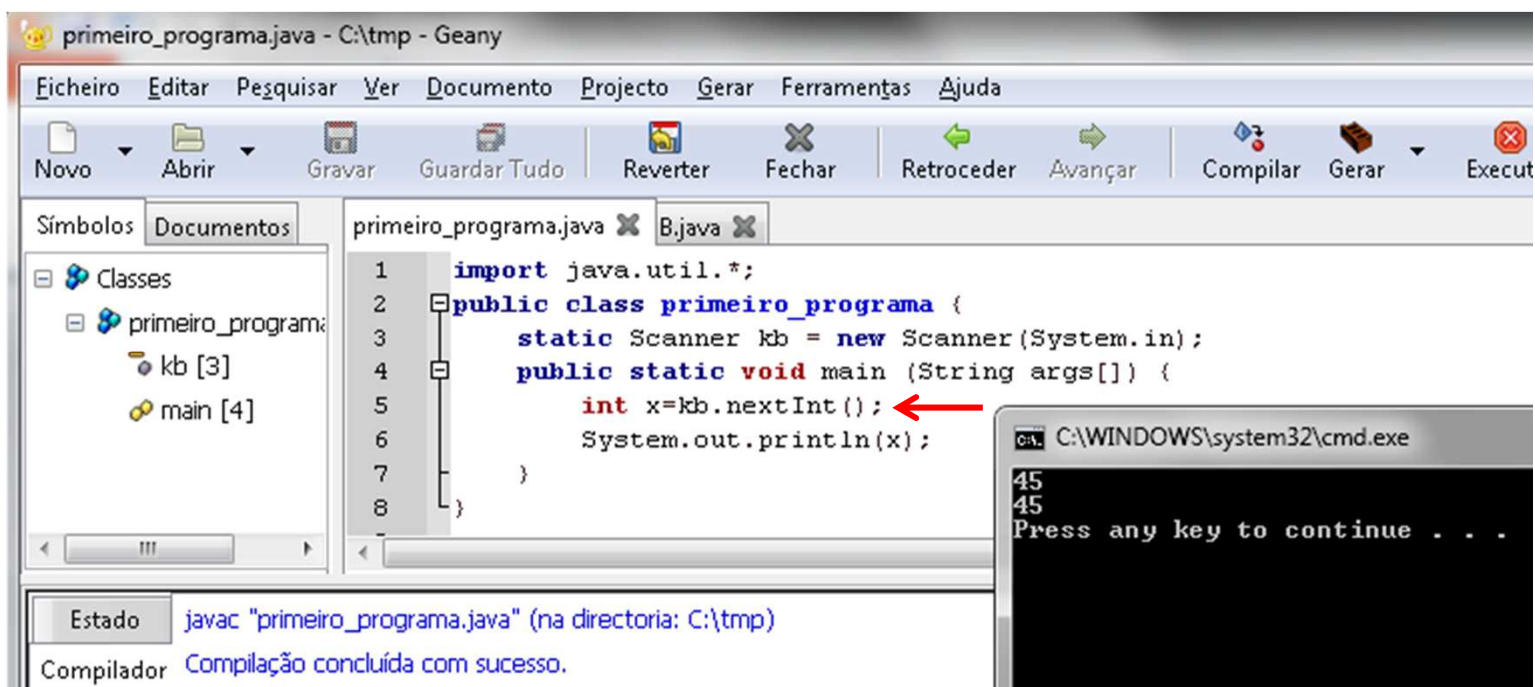 primeiro_programa.java - C:\tmp - Geany
Ficheiro Editar Pesquisar Ver Documento Projecto Gerar Ferramentas Ajuda
Novo Abrir Gravar Guardar Tudo Reverter Fechar Retroceder Avançar Compilar Gerar Execut
Símbolos Documentos primeiro_programa.java B.java
Classes
primeiro_programa
kb [3]
main [4]
1 import java.util.*;
2 public class primeiro_programa {
3 static Scanner kb = new Scanner(System.in);
4 public static void main (String args[]) {
5 int x=kb.nextInt();
6 System.out.println(x);
7 }
8 }
C:\WINDOWS\system32\cmd.exe
45
45
Press any key to continue . . .
Estado javac "primeiro_programa.java" (na directoria: C:\tmp)
Compilador Compilação concluída com sucesso.